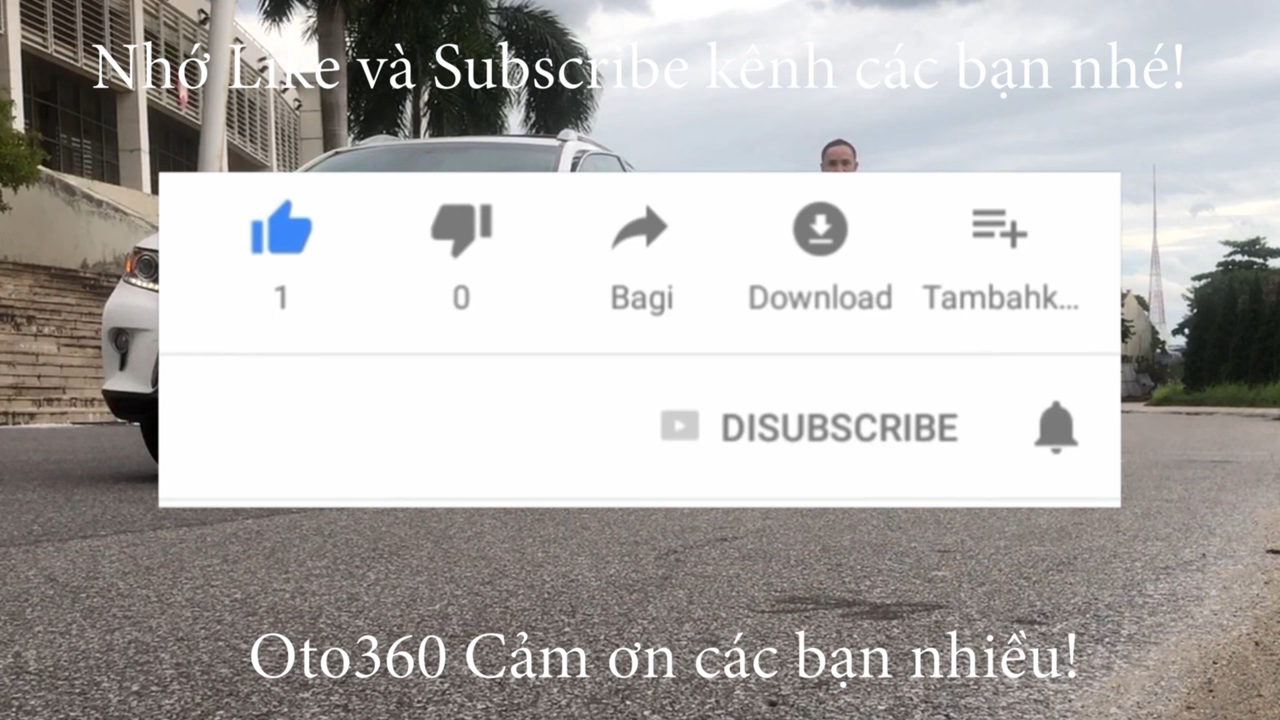 Nhớ Like và Subscribe kênh các bạn nhé!
1 0 Bagi Download Tambahk...
DISUBSCRIBE
Oto360 Cảm ơn các bạn nhiều!